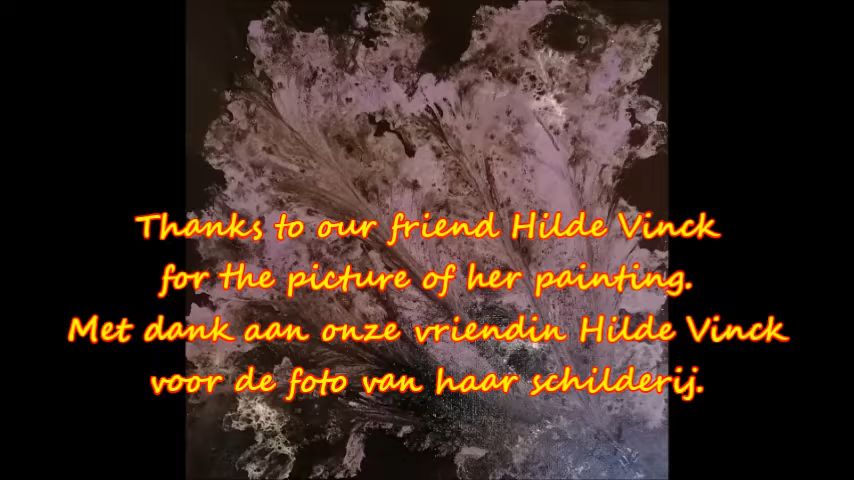 Thanks to our friend Hilde Vinck
for the picture of her painting.
Met dank aan onze vriendin Hilde Vinck
voor de foto van haar schilderij.